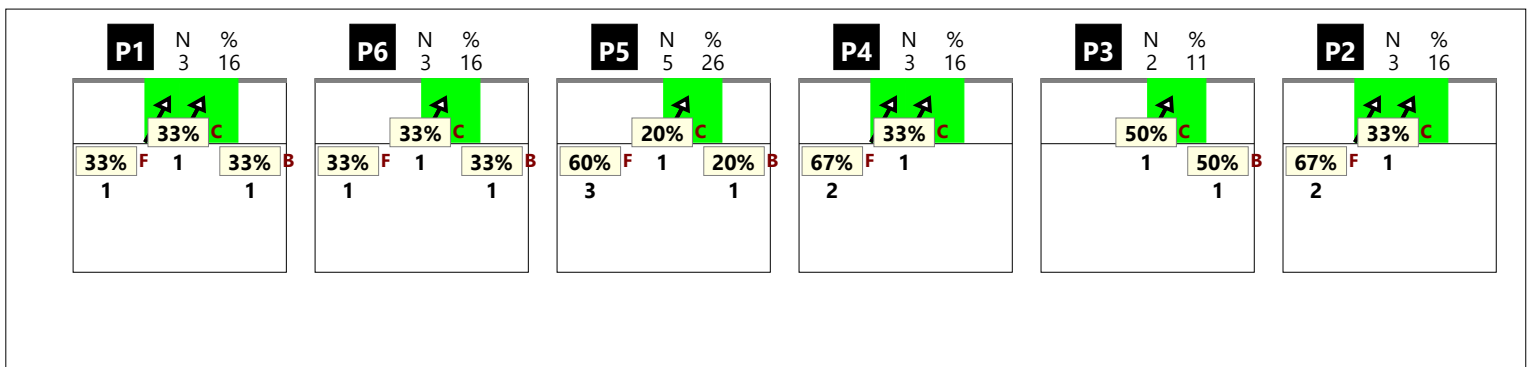 P1 N % 3 16
33% C
33% F 1 33% B
1 1
P6 N % 3 16
33% C
33% F 1 33% B
1 1
P5 N % 5 26
20% C
60% F 1 20% B
3 1
P4 N % 3 16
33% C
67% F 1
2
P3 N % 2 11
50% C
1 50% B
1
P2 N % 3 16
33% C
67% F 1
2